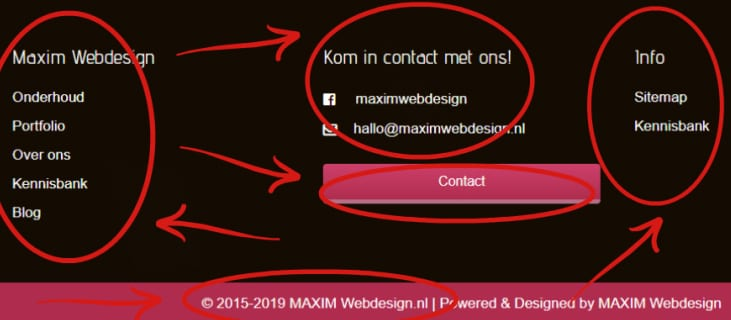 Maxim Webdesign
Onderhoud
Portfolio
Over ons
Kennisbank
Blog
Kom in contact met ons!
maximwebdesign
hallo@maximwebdesign.nl
Contact
Info
Sitemap
Kennisbank
© 2015-2019 MAXIM Webdesign.nl | Powered & Designed by MAXIM Webdesign